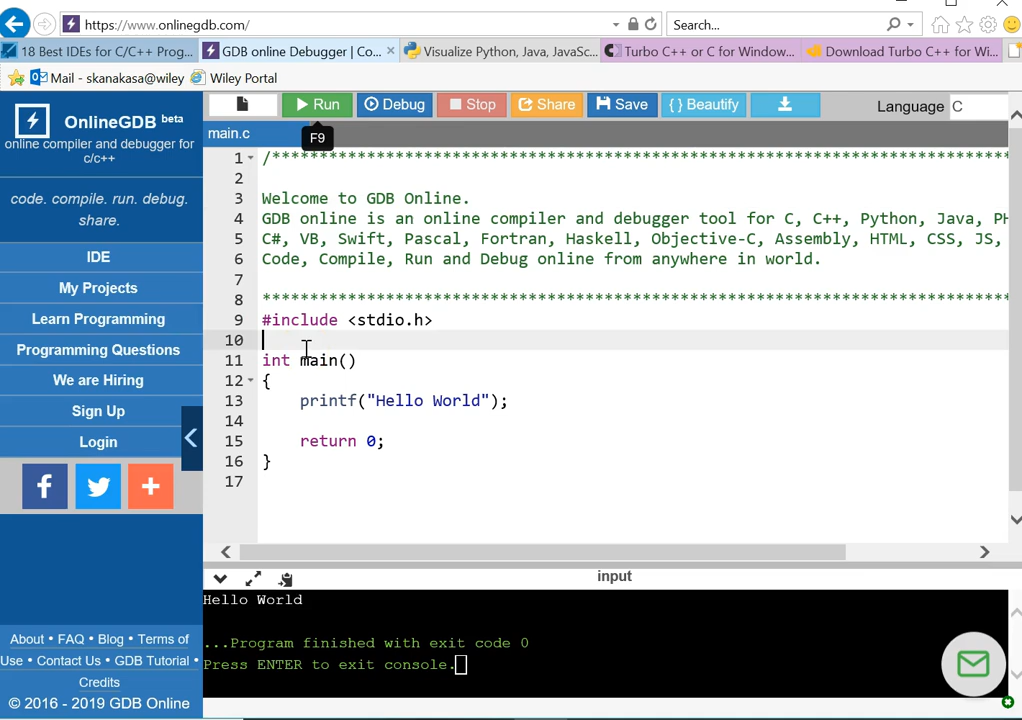 https://www.onlinegdb.com/
Search...
18 Best IDEs for C/C++ Prog...
GDB online Debugger | Co...
Visualize Python, Java, JavaSc...
Turbo C++ or C for Window...
Download Turbo C++ for Wi...
Mail - skanakasa@wiley
Wiley Portal
OnlineGDB beta
online compiler and debugger for
c/c++
code. compile. run. debug.
share.
IDE
My Projects
Learn Programming
Programming Questions
We are Hiring
Sign Up
Login
About • FAQ • Blog • Terms of
Use • Contact Us • GDB Tutorial •
Credits
© 2016 - 2019 GDB Online
Run
Debug
Stop
Share
Save
{ } Beautify
Language C
F9
main.c
1 /******************************************************************************
2
3 Welcome to GDB Online.
4 GDB online is an online compiler and debugger tool for C, C++, Python, Java, PH
5 C#, VB, Swift, Pascal, Fortran, Haskell, Objective-C, Assembly, HTML, CSS, JS,
6 Code, Compile, Run and Debug online from anywhere in world.
7
8 *******************************************************************************
9 #include <stdio.h>
10
11 int main()
12 {
13 printf("Hello World");
14
15 return 0;
16 }
17
input
Hello World
...Program finished with exit code 0
Press ENTER to exit console.